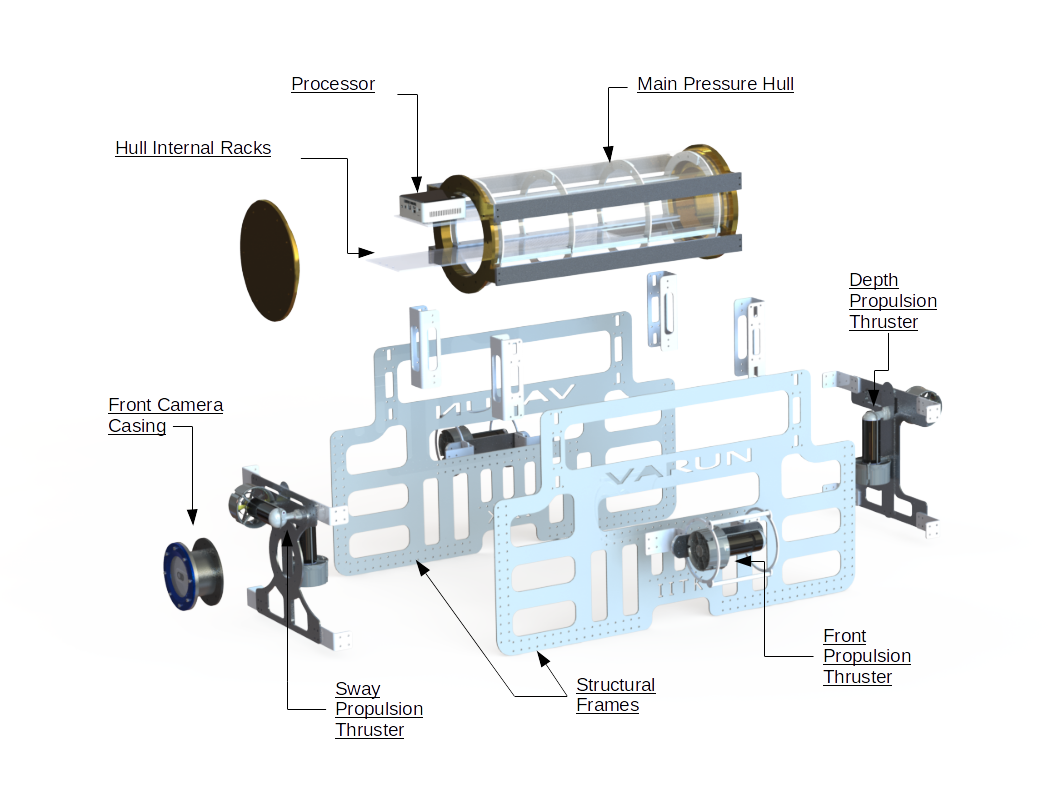 Processor
Main Pressure Hull
Hull Internal Racks
Depth
Propulsion
Thruster
Front Camera
Casing
VARUN
VARUN
Front
Propulsion
Thruster
Structural
Frames
Sway
Propulsion
Thruster